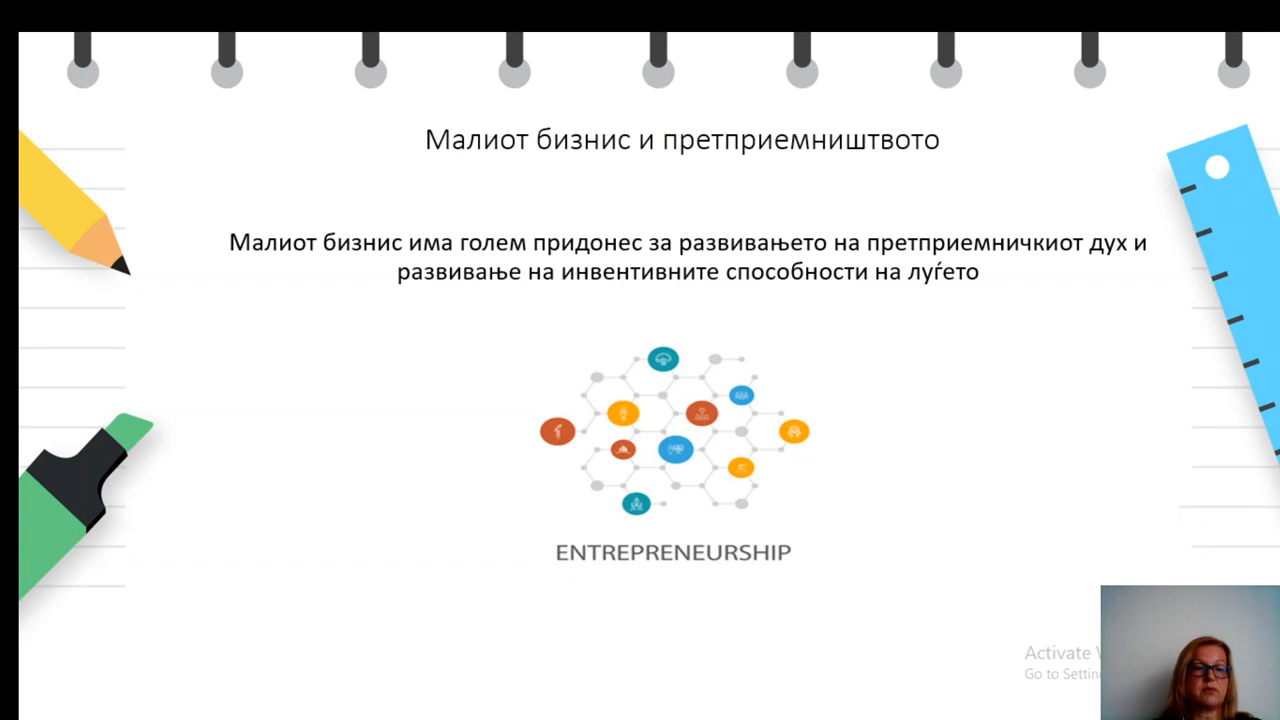 Малиот бизнис и претприемништвото
Малиот бизнис има голем придонес за развивањето на претприемничкиот дух и
развивање на инвентивните способности на луѓето
ENTREPRENEURSHIP
Activate
Go to